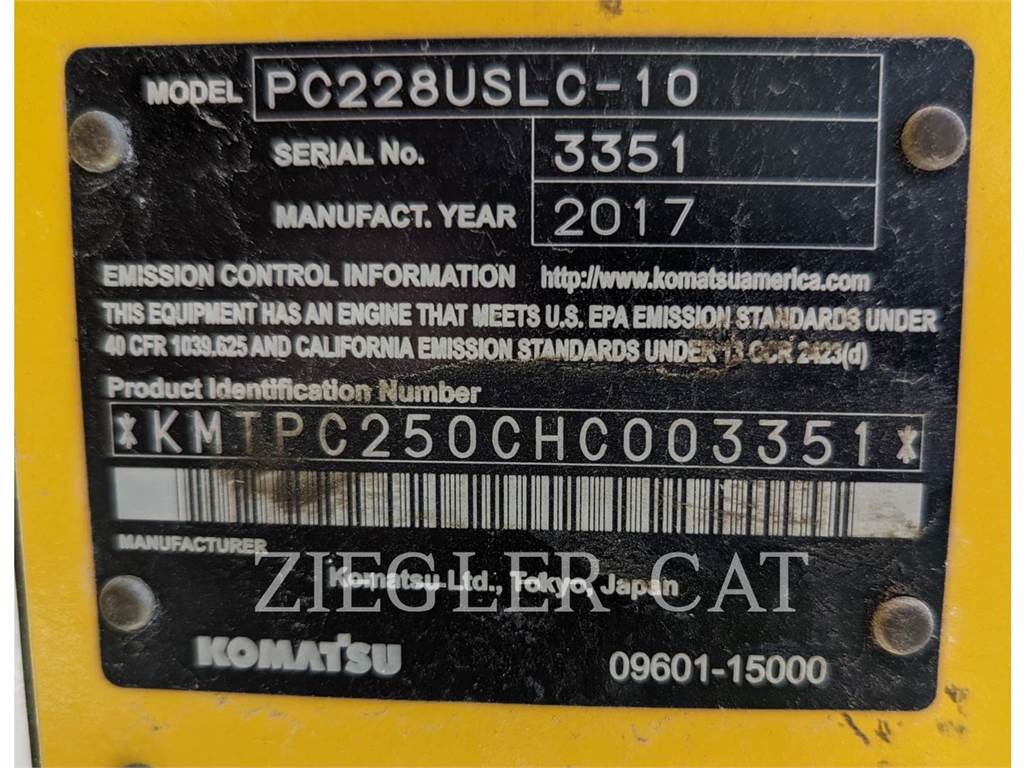 MODEL PC228USLC-10
SERIAL No. 3351
MANUFACT. YEAR 2017
EMISSION CONTROL INFORMATION http://www.komatsuamerica.com
THIS EQUIPMENT HAS AN ENGINE THAT MEETS U.S. EPA EMISSION STANDARDS UNDER
40 CFR 1039.625 AND CALIFORNIA EMISSION STANDARDS UNDER 13 CCR 2423(d)
Product Identification Number
*KMTPC250CHC003351*
MANUFACTURER
Komatsu Ltd., Tokyo, Japan
ZIEGLER CAT
KOMATSU 09601-15000